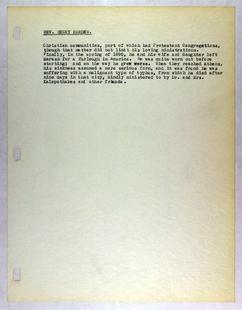 REV. HENRY MARDEN.
Christian communities, part of which had Protestant Congregations,
though that matter did not limit his loving ministrations.
Finally, in the spring of 1890, he and his wife and daughter left
Marash for a furlough in America. He was quite worn out before
starting; and on the way he grew worse. When they reached Athens,
his sickness assumed a more serious form, and it was found he was
suffering with a malignant type of typhus, from which he died after
nine days in that city, kindly ministered to by Dr. and Mrs.
Kalopothakes and other friends.